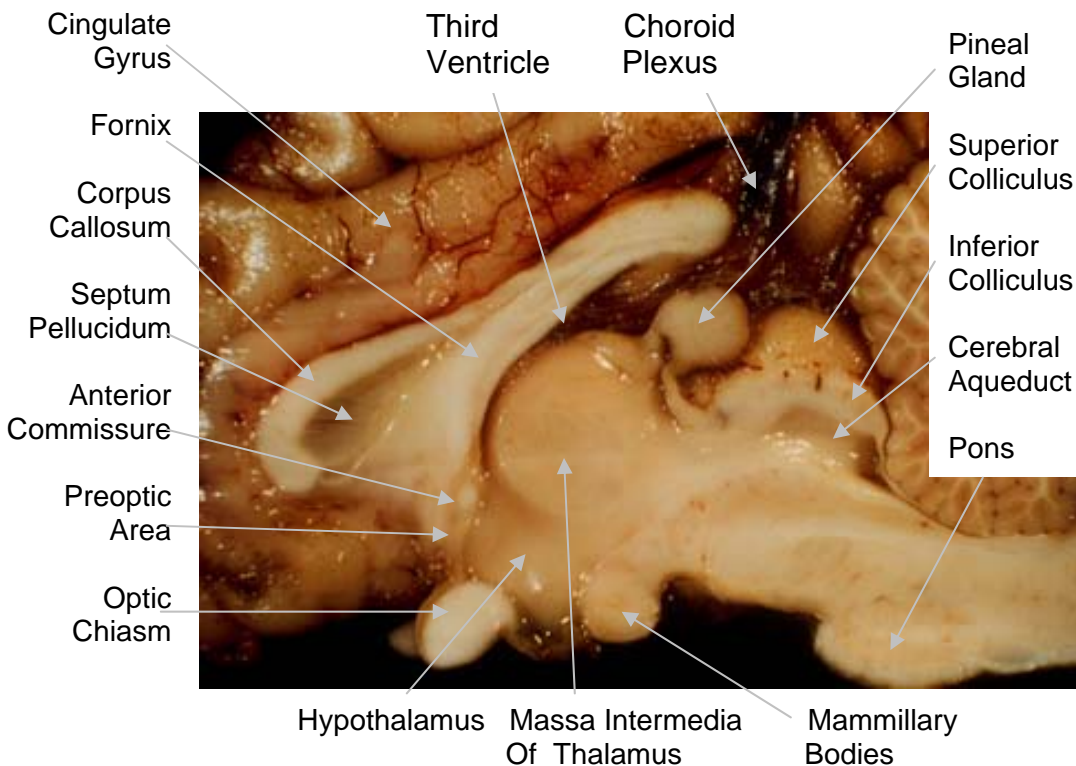 Cingulate
Gyrus
Third
Ventricle
Choroid
Plexus
Pineal
Gland
Fornix
Superior
Colliculus
Corpus
Callosum
Inferior
Colliculus
Septum
Pellucidum
Cerebral
Aqueduct
Anterior
Commissure
Pons
Preoptic
Area
Optic
Chiasm
Hypothalamus
Massa Intermedia
Of Thalamus
Mammillary
Bodies